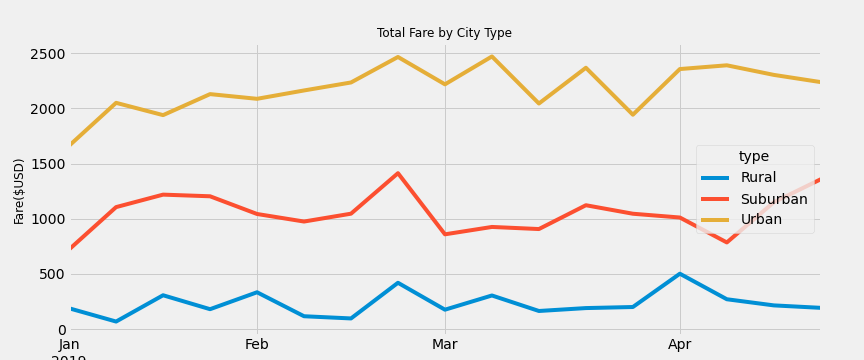 Total Fare by City Type
Fare($USD)
2500
2000
1500
1000
500
0
type
Rural
Suburban
Urban
Jan Feb Mar Apr
2019